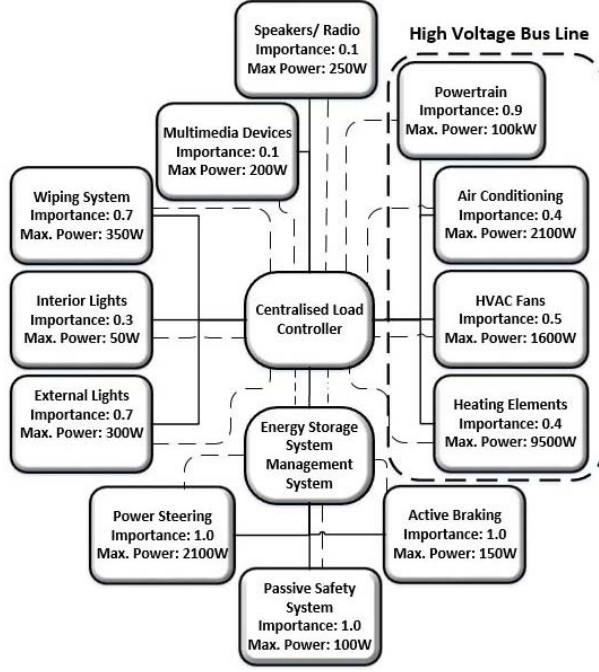 Speakers/ Radio
Importance: 0.1
Max Power: 250W
High Voltage Bus Line
Powertrain
Importance: 0.9
Max. Power: 100kW
Multimedia Devices
Importance: 0.1
Max Power: 200W
Wiping System
Importance: 0.7
Max. Power: 350W
Air Conditioning
Importance: 0.4
Max. Power: 2100W
Interior Lights
Importance: 0.3
Max. Power: 50W
Centralised Load
Controller
HVAC Fans
Importance: 0.5
Max. Power: 1600W
External Lights
Importance: 0.7
Max. Power: 300W
Energy Storage
System
Management
System
Heating Elements
Importance: 0.4
Max. Power: 9500W
Power Steering
Importance: 1.0
Max. Power: 2100W
Active Braking
Importance: 1.0
Max. Power: 150W
Passive Safety
System
Importance: 1.0
Max. Power: 100W